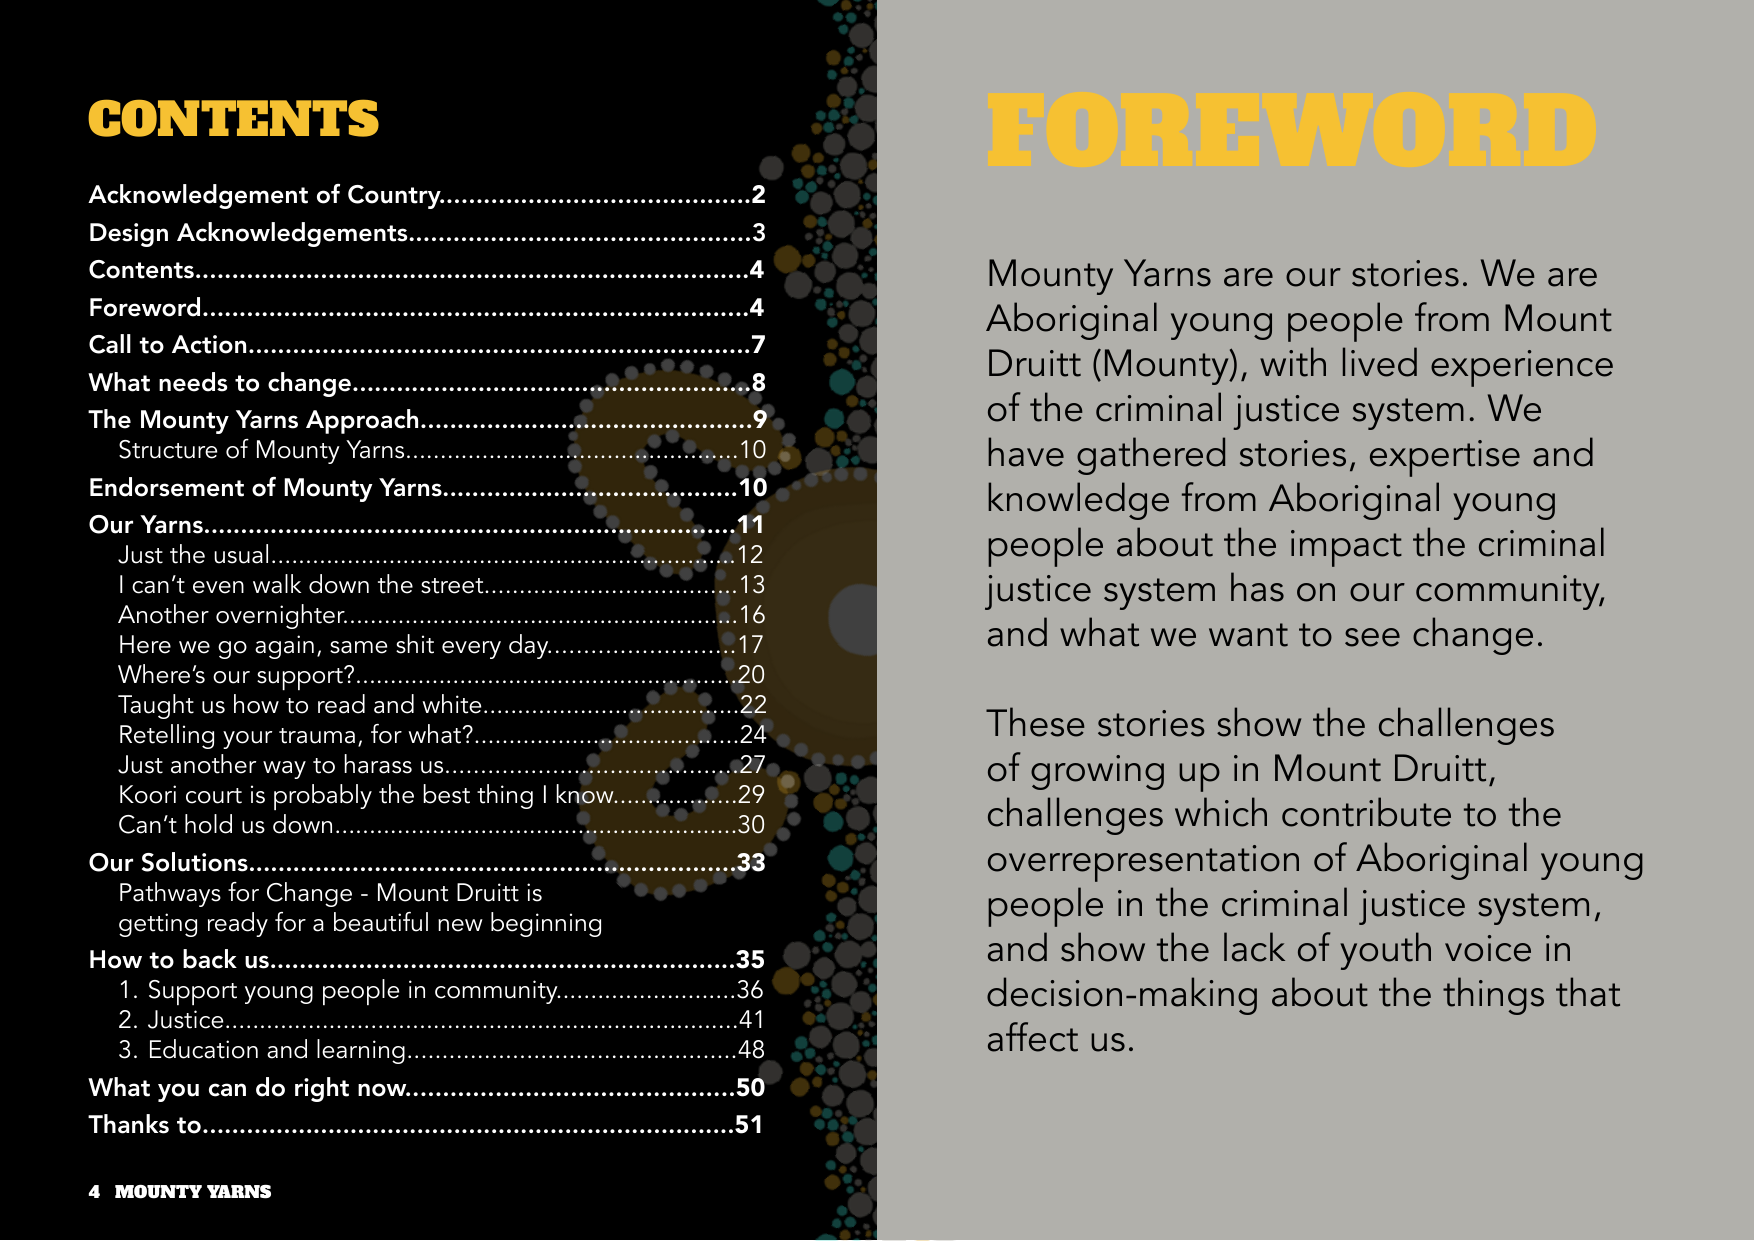 CONTENTS
Acknowledgement of Country..........................................2
Design Acknowledgements..............................................3
Contents...........................................................................4
Foreword..........................................................................4
Call to Action....................................................................7
What needs to change......................................................8
The Mounty Yarns Approach.............................................9
Structure of Mounty Yarns................................................10
Endorsement of Mounty Yarns........................................10
Our Yarns........................................................................11
Just the usual...................................................................12
I can't even walk down the street....................................13
Another overnighter.........................................................16
Here we go again, same shit every day...........................17
Where's our support?.......................................................20
Taught us how to read and white.....................................22
Retelling your trauma, for what?......................................24
Just another way to harass us..........................................27
Koori court is probably the best thing I know..................29
Can't hold us down..........................................................30
Our Solutions..................................................................33
Pathways for Change - Mount Druitt is
getting ready for a beautiful new beginning
How to back us...............................................................35
1. Support young people in community..........................36
2. Justice..........................................................................41
3. Education and learning................................................48
What you can do right now.............................................50
Thanks to........................................................................51
4 MOUNTY YARNS
FOREWORD
Mounty Yarns are our stories. We are
Aboriginal young people from Mount
Druitt (Mounty), with lived experience
of the criminal justice system. We
have gathered stories, expertise and
knowledge from Aboriginal young
people about the impact the criminal
justice system has on our community,
and what we want to see change.
These stories show the challenges
of growing up in Mount Druitt,
challenges which contribute to the
overrepresentation of Aboriginal young
people in the criminal justice system,
and show the lack of youth voice in
decision-making about the things that
affect us.